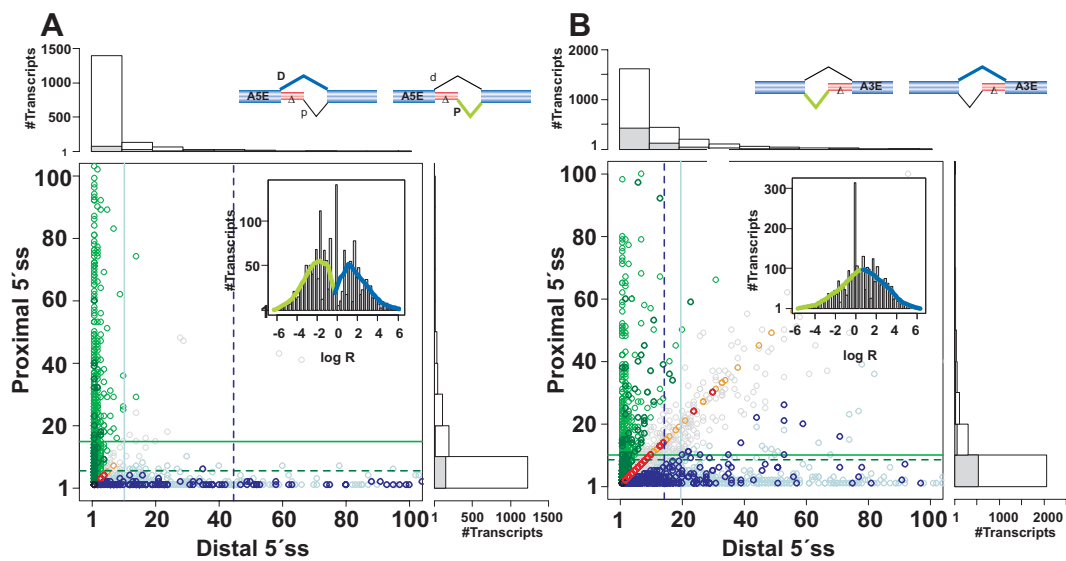 A
#Transcripts
1500
1000
500
1
A5E
D
Δ
p
A5E
d
Δ
P
Proximal 5´ss
100
80
60
40
20
1
#Transcripts
100
50
1
-6 -4 -2 0 2 4 6
log R
1 20 40 60 80 100
Distal 5´ss
1 500 1000 1500
#Transcripts
B
#Transcripts
2000
1000
1
Δ
A3E
Δ
A3E
Proximal 5´ss
100
80
60
40
20
1
#Transcripts
300
200
100
1
-6 -4 -2 0 2 4 6
log R
1 20 40 60 80 100
Distal 5´ss
1 1000 2000
#Transcripts